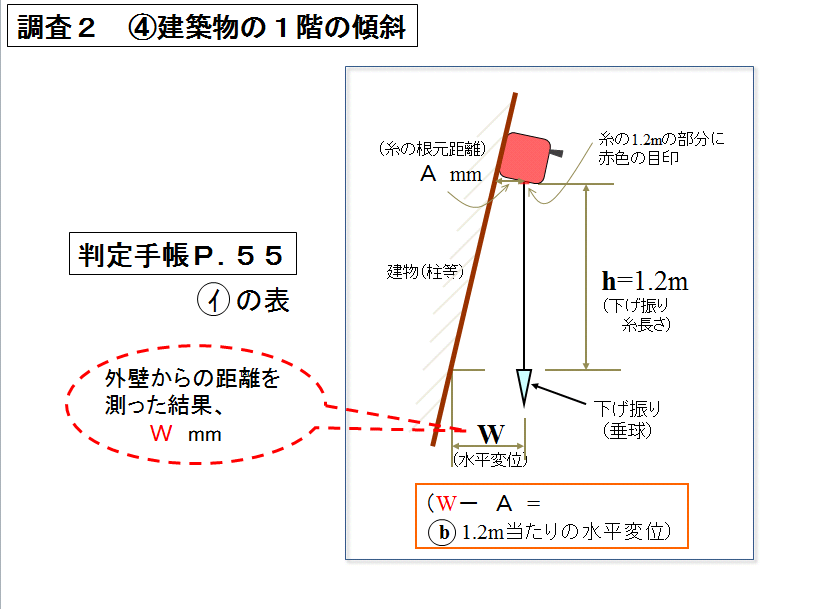 調査２　④建築物の１階の傾斜
糸の1.2mの部分に
赤色の目印
(糸の根元距離)
Ａ mm
判定手帳Ｐ．５５
㋑の表
建物(柱等)
h=1.2m
(下げ振り
糸長さ)
外壁からの距離を
測った結果、
Ｗ mm
下げ振り
(垂球)
W
(水平変位)
(Ｗー Ａ =
ⓑ 1.2m当たりの水平変位)